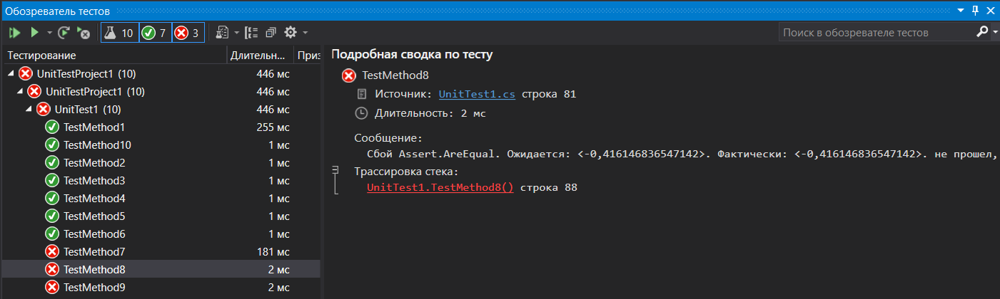 Обозреватель тестов
10 7 3
Поиск в обозревателе тестов
Тестирование Длительн... Приз
UnitTestProject1 (10) 446 мс
UnitTestProject1 (10) 446 мс
UnitTest1 (10) 446 мс
TestMethod1 255 мс
TestMethod10 1 мс
TestMethod2 1 мс
TestMethod3 1 мс
TestMethod4 1 мс
TestMethod5 1 мс
TestMethod6 1 мс
TestMethod7 181 мс
TestMethod8 2 мс
TestMethod9 2 мс
Подробная сводка по тесту
TestMethod8
Источник: UnitTest1.cs строка 81
Длительность: 2 мс
Сообщение:
Сбой Assert.AreEqual. Ожидается: <-0,416146836547142>. Фактически: <-0,416146836547142>. не прошел,
Трассировка стека:
UnitTest1.TestMethod8() строка 88